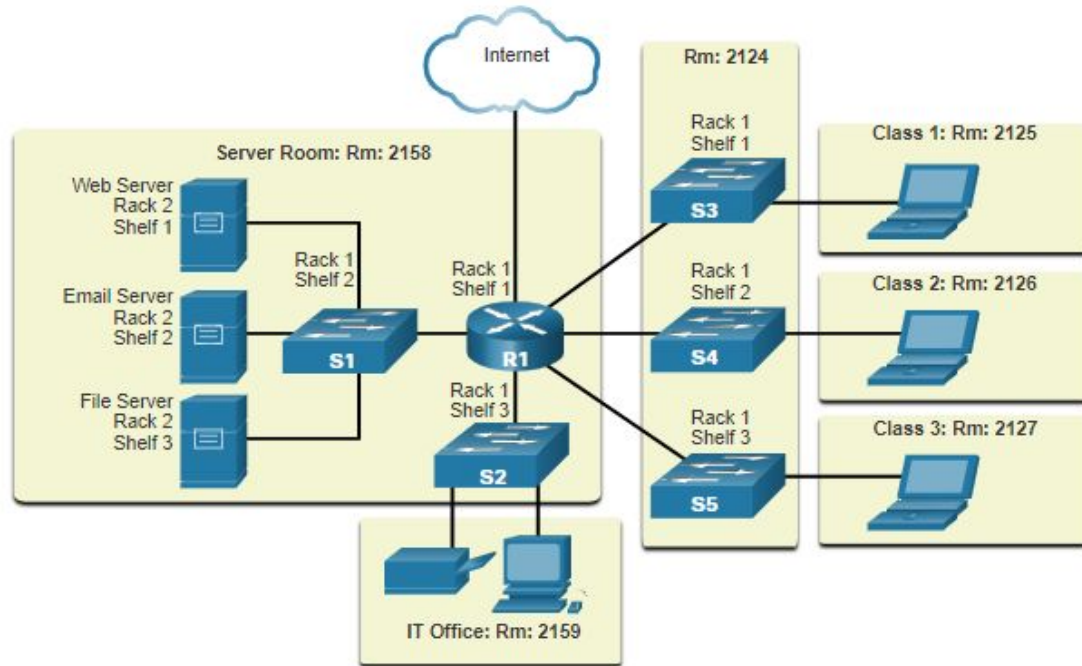 Internet
Rm: 2124
Rack 1
Shelf 1
S3
Class 1: Rm: 2125
Server Room: Rm: 2158
Web Server
Rack 2
Shelf 1
Rack 1
Shelf 2
Rack 1
Shelf 1
Rack 1
Shelf 2
S4
Class 2: Rm: 2126
Email Server
Rack 2
Shelf 2
S1
R1
File Server
Rack 2
Shelf 3
Rack 1
Shelf 3
S2
Rack 1
Shelf 3
S5
Class 3: Rm: 2127
IT Office: Rm: 2159